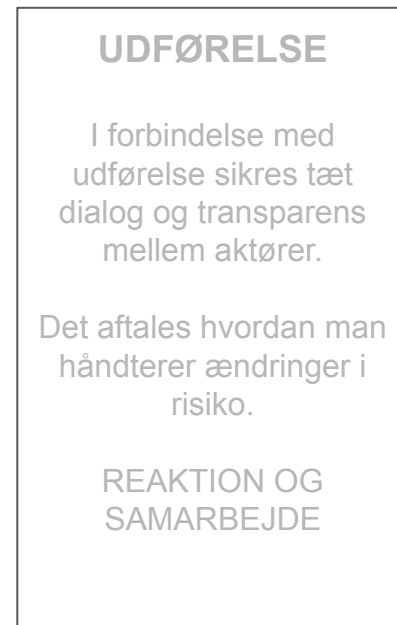 UDFØRELSE
I forbindelse med
udførelse sikres tæt
dialog og transparens
mellem aktører.
Det aftales hvordan man
håndterer ændringer i
risiko.
REAKTION OG
SAMARBEJDE